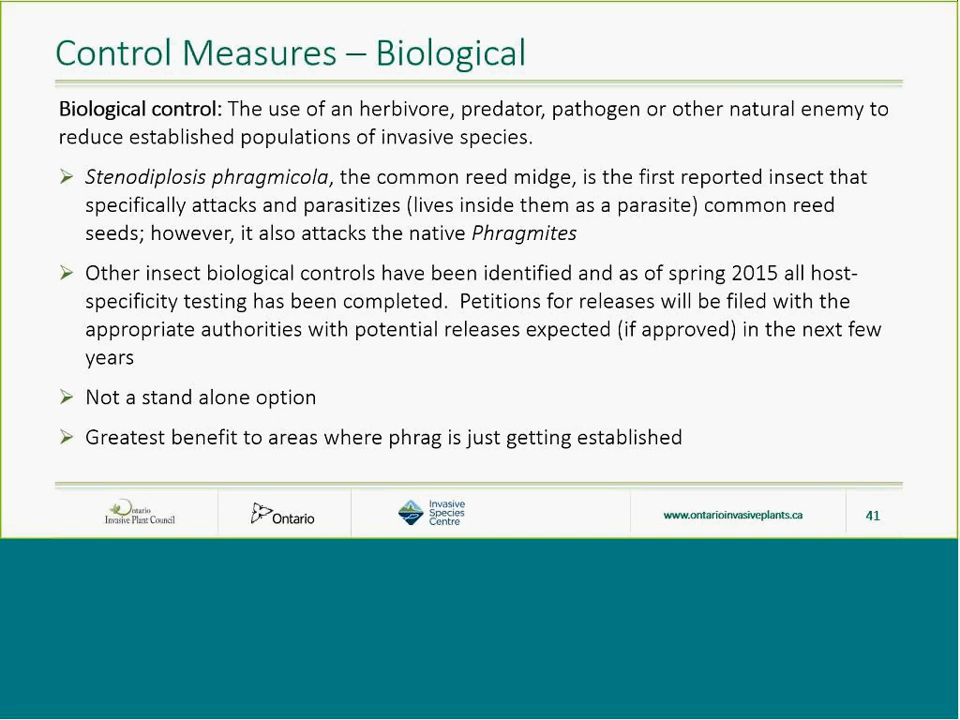 Control Measures – Biological
Biological control: The use of an herbivore, predator, pathogen or other natural enemy to
reduce established populations of invasive species.
➢ Stenodiplosis phragmicola, the common reed midge, is the first reported insect that
specifically attacks and parasitizes (lives inside them as a parasite) common reed
seeds; however, it also attacks the native Phragmites
➢ Other insect biological controls have been identified and as of spring 2015 all host-
specificity testing has been completed.  Petitions for releases will be filed with the
appropriate authorities with potential releases expected (if approved) in the next few
years
➢ Not a stand alone option
➢ Greatest benefit to areas where phrag is just getting established
Ontario
Invasive Plant Council
Ontario
Invasive
Species
Centre
www.ontarioinvasiveplants.ca
41